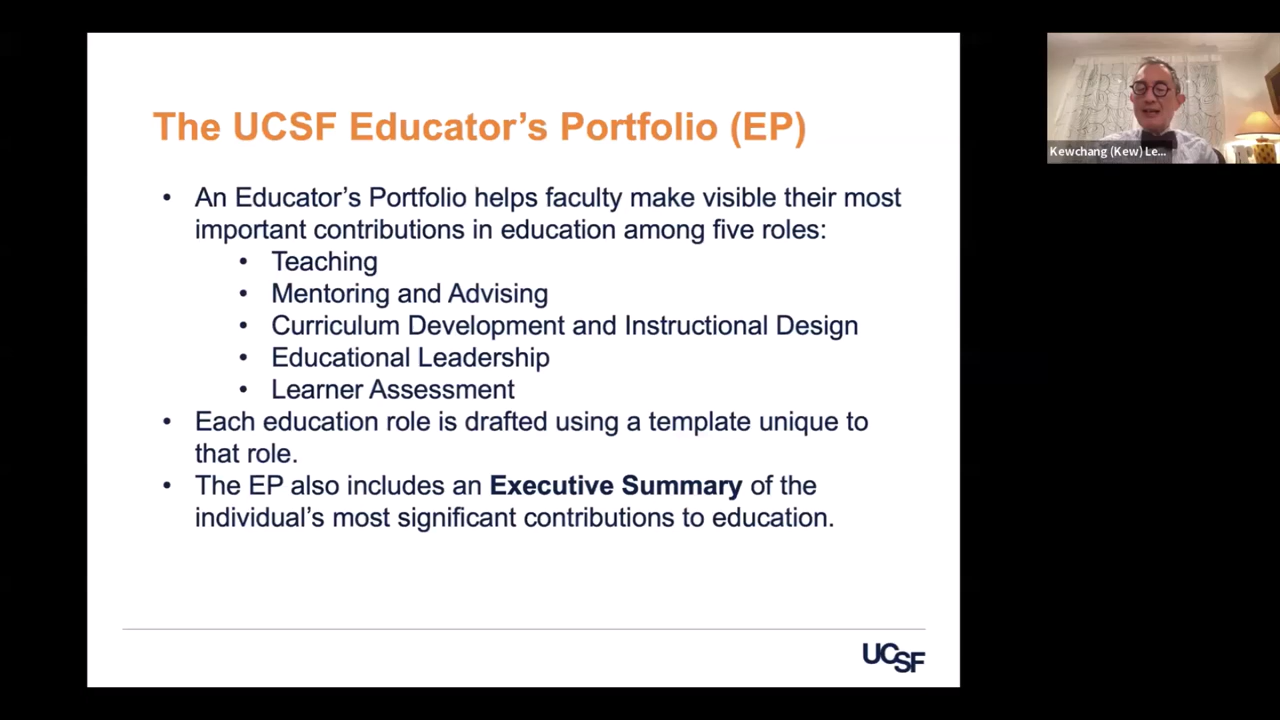 The UCSF Educator’s Portfolio (EP)
• An Educator’s Portfolio helps faculty make visible their most
important contributions in education among five roles:
• Teaching
• Mentoring and Advising
• Curriculum Development and Instructional Design
• Educational Leadership
• Learner Assessment
• Each education role is drafted using a template unique to
that role.
• The EP also includes an Executive Summary of the
individual’s most significant contributions to education.
UCSF
Kewchang (Kew) Le...